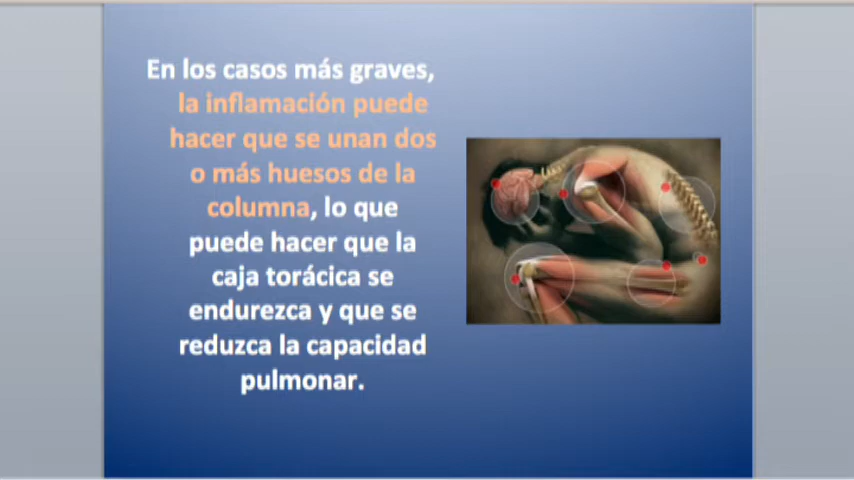 En los casos más graves,
la inflamación puede
hacer que se unan dos
o más huesos de la
columna, lo que
puede hacer que la
caja torácica se
endurezca y que se
reduzca la capacidad
pulmonar.